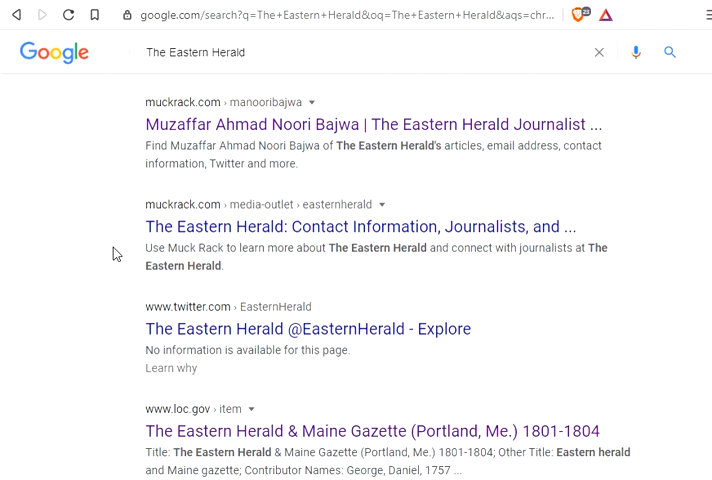 google.com/search?q=The+Eastern+Herald&oq=The+Eastern+Herald&aqs=chr...
Google
The Eastern Herald
muckrack.com › manooribajwa
Muzaffar Ahmad Noori Bajwa | The Eastern Herald Journalist ...
Find Muzaffar Ahmad Noori Bajwa of The Eastern Herald's articles, email address, contact
information, Twitter and more.
muckrack.com › media-outlet › easternherald
The Eastern Herald: Contact Information, Journalists, and ...
Use Muck Rack to learn more about The Eastern Herald and connect with journalists at The
Eastern Herald.
www.twitter.com › EasternHerald
The Eastern Herald @EasternHerald - Explore
No information is available for this page.
Learn why
www.loc.gov › item
The Eastern Herald & Maine Gazette (Portland, Me.) 1801-1804
Title: The Eastern Herald & Maine Gazette (Portland, Me.) 1801-1804; Other Title: Eastern herald
and Maine gazette; Contributor Names: George, Daniel, 1757 ...